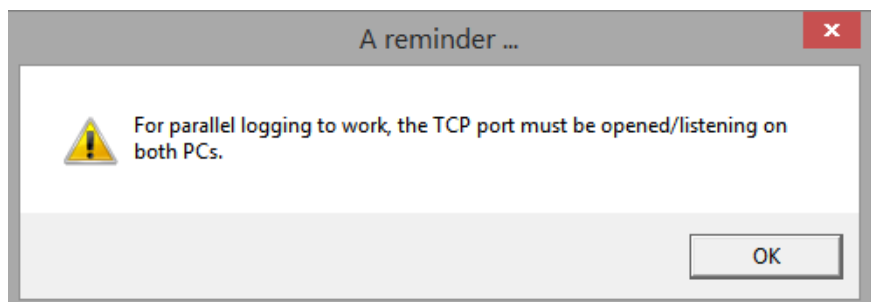 A reminder ...
For parallel logging to work, the TCP port must be opened/listening on
both PCs.
OK